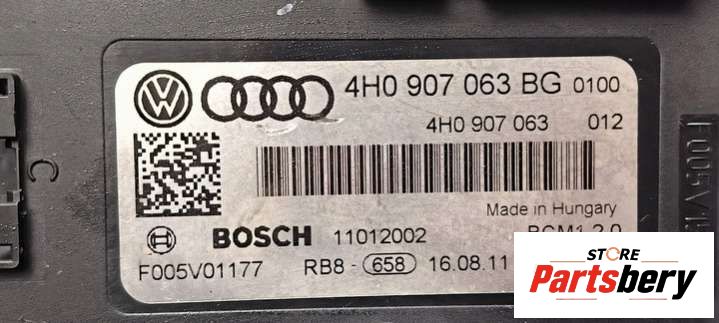 4H0 907 063 BG 0100
4H0 907 063 012
Made in Hungary
BOSCH 11012002
F005V01177 RB8 - 658 16.08.11
C
STORE
Partsbery